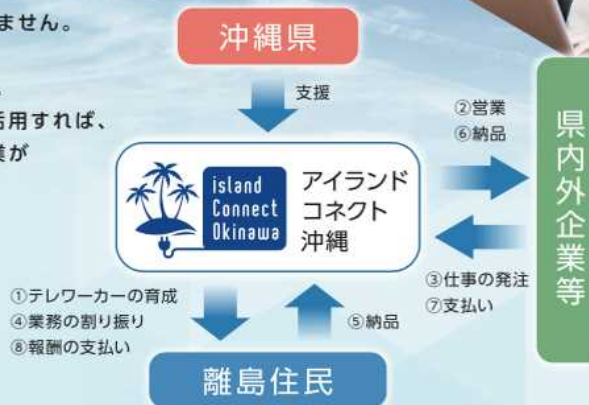 ません。
活用すれば、
業が
沖縄県
支援
②営業
⑥納品
island
Connect
Okinawa
アイランド
コネクト
沖縄
県内外企業等
③仕事の発注
⑦支払い
①テレワーカーの育成
④業務の割り振り
⑧報酬の支払い
⑤納品
離島住民